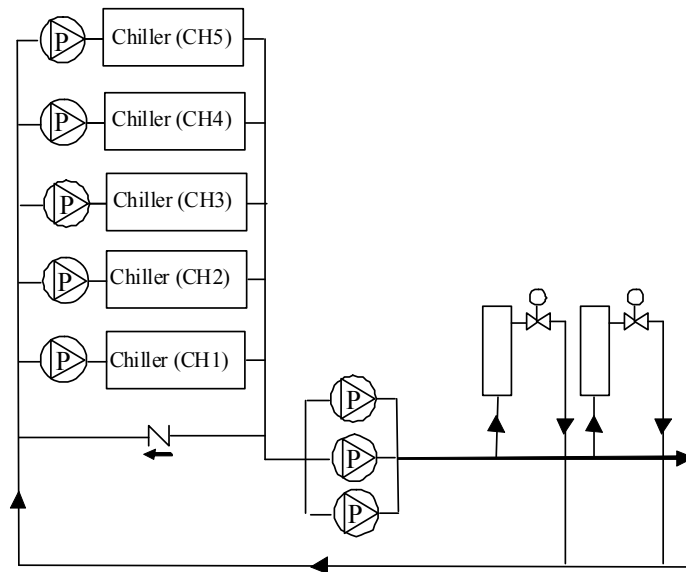 P Chiller (CH5)
P Chiller (CH4)
P Chiller (CH3)
P Chiller (CH2)
P Chiller (CH1)
P
P
P